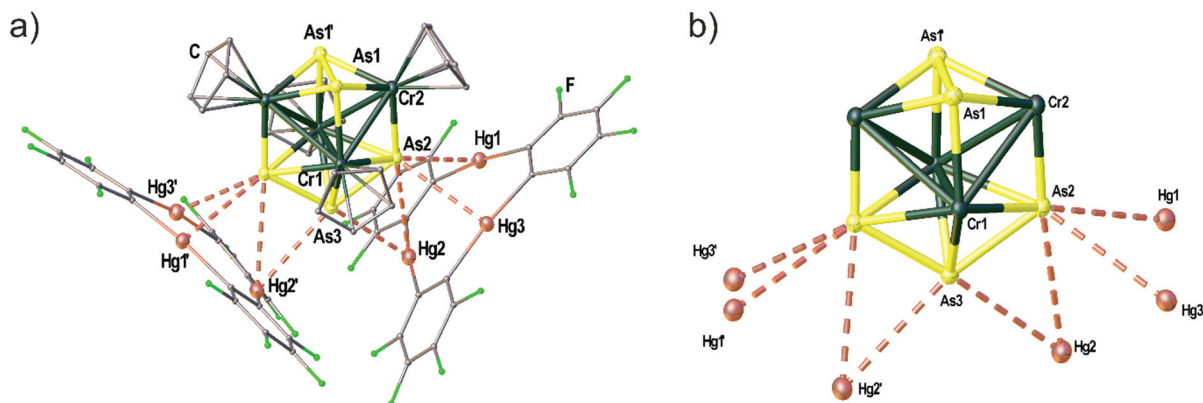 a)
As1'
As1
C
Cr2
F
As2
Hg1
Cr1
Hg3'
Hg3
As3
Hg2
Hg1'
Hg2'
b)
As1'
Cr2
As1
As2
Hg1
Cr1
Hg3'
As3
Hg3
Hg1'
Hg2
Hg2'